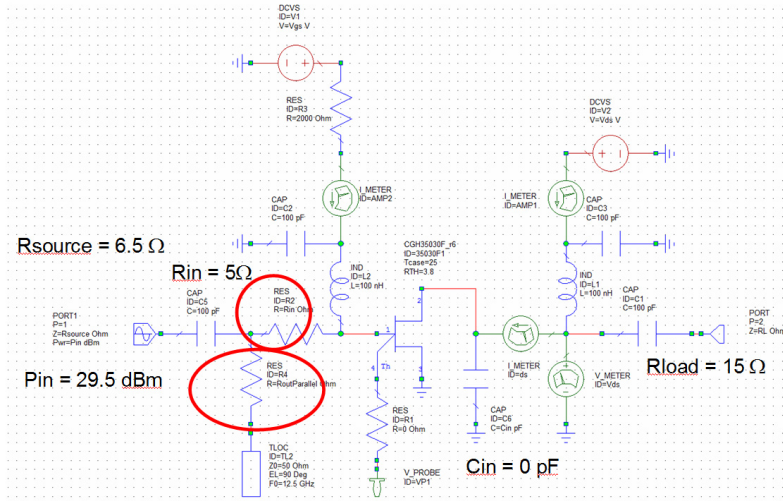 DCVS
ID=V1
V=Vgs V
RES
ID=R3
R=2000 Ohm
DCVS
ID=V2
V=Vds V
I_METER
ID=AMP2
I_METER
ID=AMP1
CAP
ID=C2
C=100 pF
CAP
ID=C3
C=100 pF
Rsource = 6.5 Ω
Rin = 5Ω
CGH35030F_r6
ID=35030F1
Tcase=25
RTH=3.8
IND
ID=L2
L=100 nH
IND
ID=L1
L=100 nH
CAP
ID=C5
C=100 pF
RES
ID=R2
R=Rin Ohm
CAP
ID=C1
C=100 pF
PORT1
P=1
Z=Rsource Ohm
Pwr=Pin dBm
PORT
P=2
Z=RL Ohm
2
1
4
3
Th
Pin = 29.5 dBm
RES
ID=R4
R=RoutParallel Ohm
I_METER
ID=ds
V_METER
ID=Vds
Rload = 15 Ω
RES
ID=R1
R=0 Ohm
CAP
ID=C6
C=Cin pF
TLOC
ID=TL2
Z0=50 Ohm
EL=90 Deg
F0=12.5 GHz
V_PROBE
ID=VP1
Cin = 0 pF